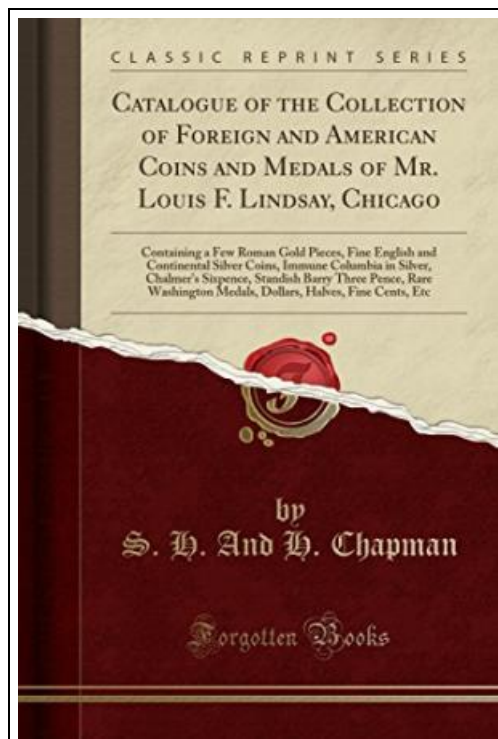 CLASSIC REPRINT SERIES
CATALOGUE OF THE COLLECTION
OF FOREIGN AND AMERICAN
COINS AND MEDALS OF MR.
LOUIS F. LINDSAY, CHICAGO
Containing a Few Roman Gold Pieces, Fine English and
Continental Silver Coins, Immune Columbia in Silver,
Chalmer's Sixpence, Standish Barry Three Pence, Rare
Washington Medals, Dollars, Halves, Fine Cents, Etc
by
S. H. And H. Chapman
Forgotten Books